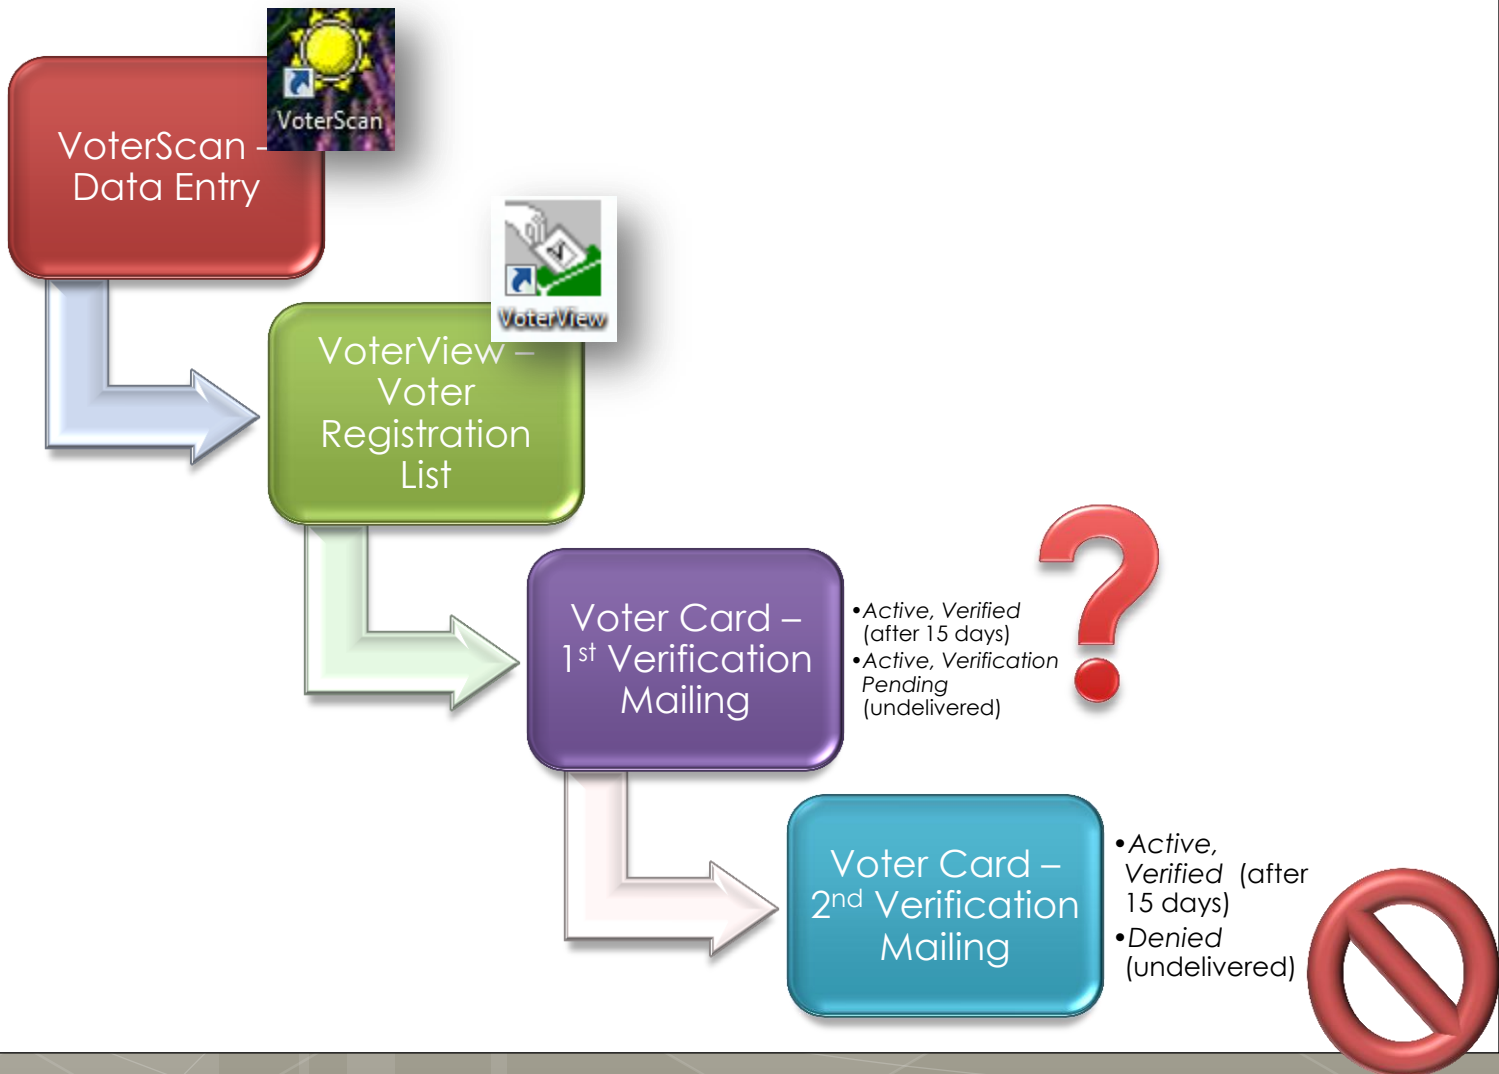 VoterScan
VoterScan –
Data Entry
VoterView
VoterView –
Voter
Registration
List
Voter Card –
1st Verification
Mailing
•Active, Verified
(after 15 days)
•Active, Verification
Pending
(undelivered)
?
Voter Card –
2nd Verification
Mailing
•Active,
Verified (after
15 days)
•Denied
(undelivered)